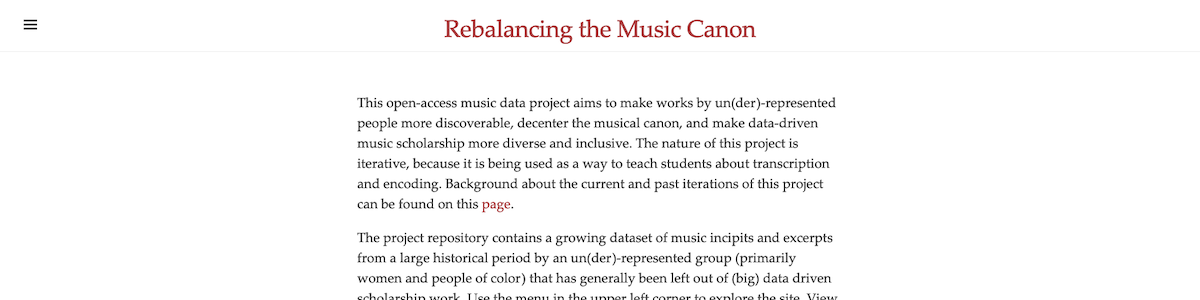 Rebalancing the Music Canon
This open-access music data project aims to make works by un(der)-represented
people more discoverable, decenter the musical canon, and make data-driven
music scholarship more diverse and inclusive. The nature of this project is
iterative, because it is being used as a way to teach students about transcription
and encoding. Background about the current and past iterations of this project
can be found on this page.
The project repository contains a growing dataset of music incipits and excerpts
from a large historical period by an un(der)-represented group (primarily
women and people of color) that has generally been left out of (big) data driven
scholarship work. Use the menu in the upper left corner to explore the site. View